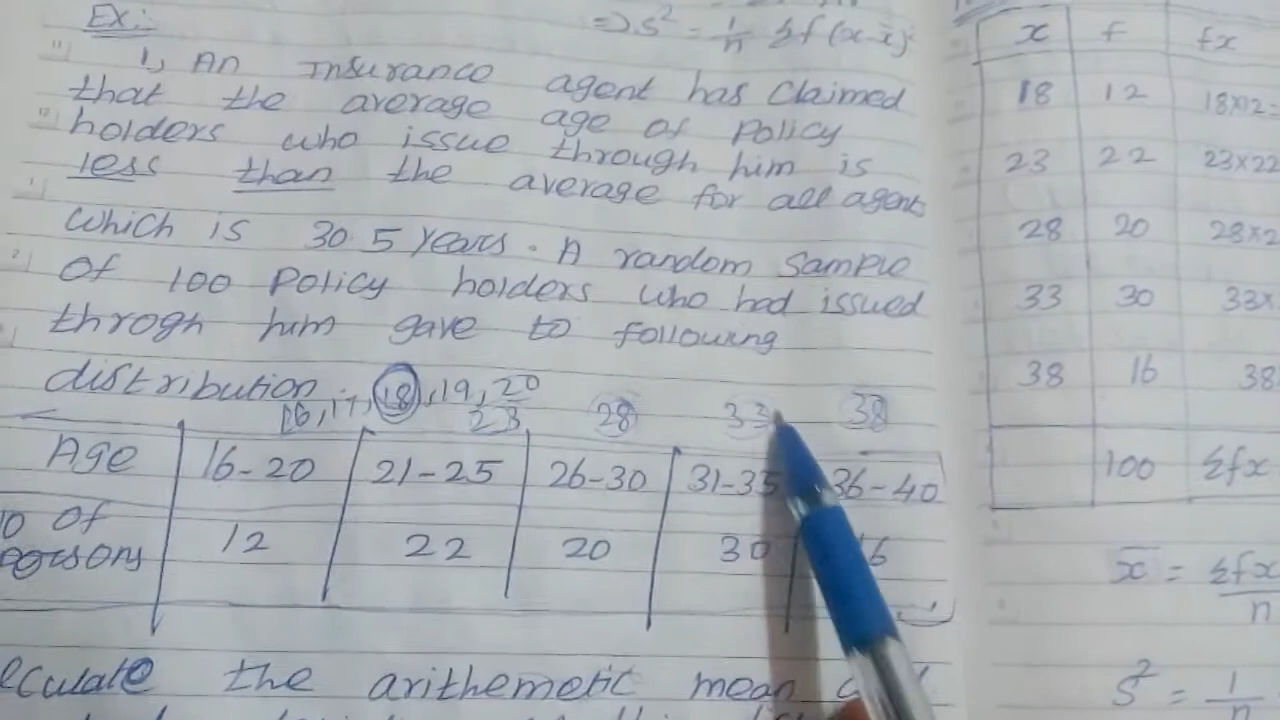 Ex:-
⇒ S² = 1/n Σf(x-x̄)²
1, An Insurance agent has claimed
that the average age of policy
holders who issue through him is
less than the average for all agents
which is 30.5 years. A random sample
of 100 policy holders who had issued
throgh him gave to following
distribution :-
16, 17, 18, 19, 20
23 28 33 38
Age 16-20 21-25 26-30 31-35 36-40
No of persons 12 22 20 30 16
the arithemetic mean
x f fx
18 12 18x12=
23 22 23x22
28 20 28x2
33 30 33x
38 16 38
100 Σfx
x̄ = Σfx/n
S² = 1/n